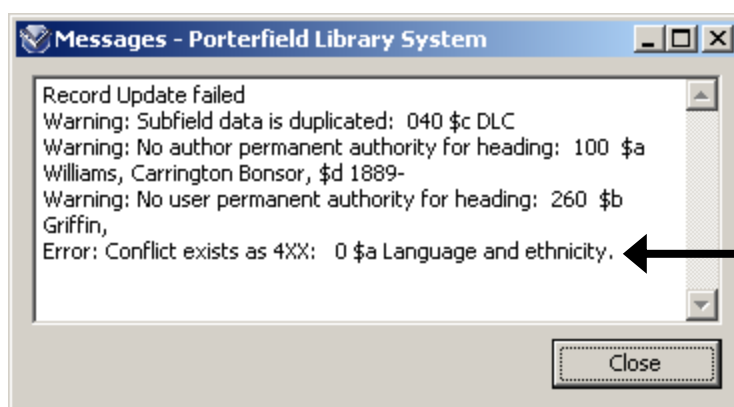 Messages - Porterfield Library System
Record Update failed
Warning: Subfield data is duplicated:  040 $c DLC
Warning: No author permanent authority for heading:  100  $a
Williams, Carrington Bonsor, $d 1889-
Warning: No user permanent authority for heading:  260  $b
Griffin,
Error: Conflict exists as 4XX:   0 $a Language and ethnicity.
Close